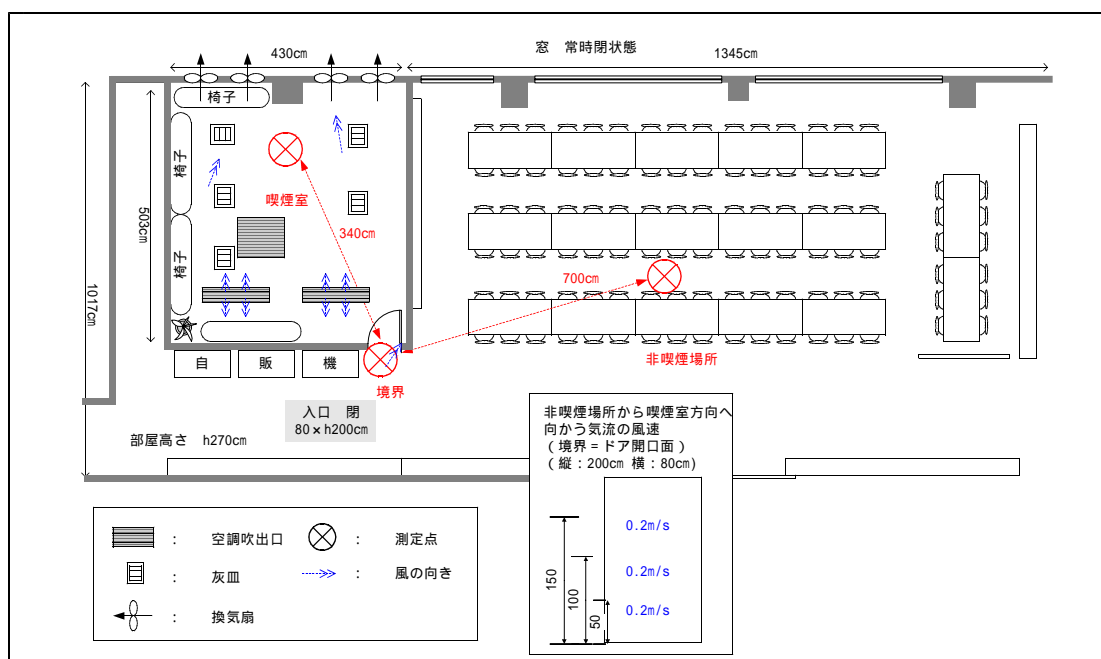 430㎝
窓 常時閉状態
1345㎝
椅子
椅子
喫煙室
503㎝
340㎝
椅子
700㎝
1017㎝
自
販
機
非喫煙場所
境界
入口 閉
80×h200㎝
部屋高さ h270㎝
非喫煙場所から喫煙室方向へ
向かう気流の風速
(境界=ドア開口面)
(縦:200㎝ 横:80㎝)
0.2m/s
0.2m/s
0.2m/s
150
100
50
: 空調吹出口
: 測定点
: 灰皿
: 風の向き
: 換気扇